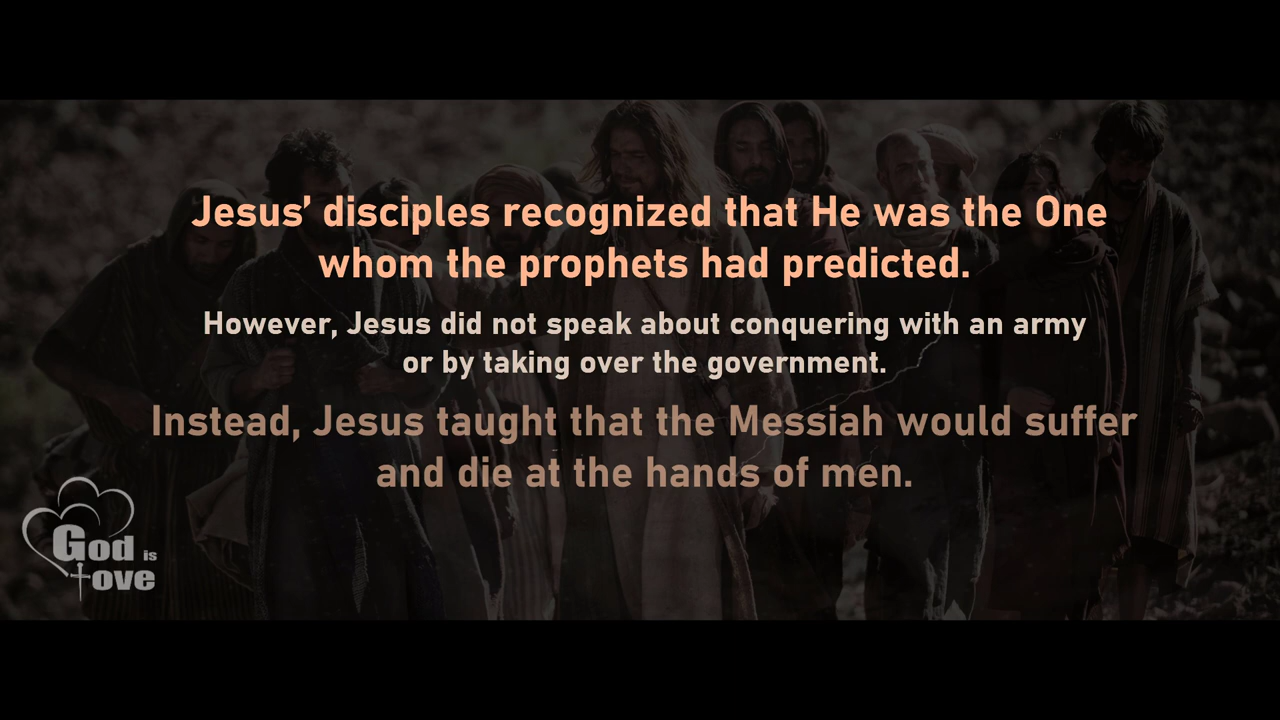 Jesus’ disciples recognized that He was the One
whom the prophets had predicted.
However, Jesus did not speak about conquering with an army
or by taking over the government.
Instead, Jesus taught that the Messiah would suffer
and die at the hands of men.
God is
Love